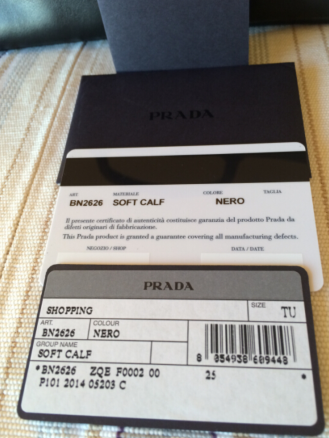 PRADA
ART. MATERIALE COLORE TAGLIA
BN2626 SOFT CALF NERO
Il presente certificato di autenticità costituisce garanzia del prodotto Prada da
difetti originari di fabbricazione.
This Prada product is granted a guarantee covering all manufacturing defects.
NEGOZIO / SHOP DATA / DATE
PRADA
SHOPPING SIZE TU
ART. COLOUR
BN2626 NERO
GROUP NAME
SOFT CALF
8 054938 609448
*BN2626 ZQE F0002 00 25 *
P101 2014 05203 C